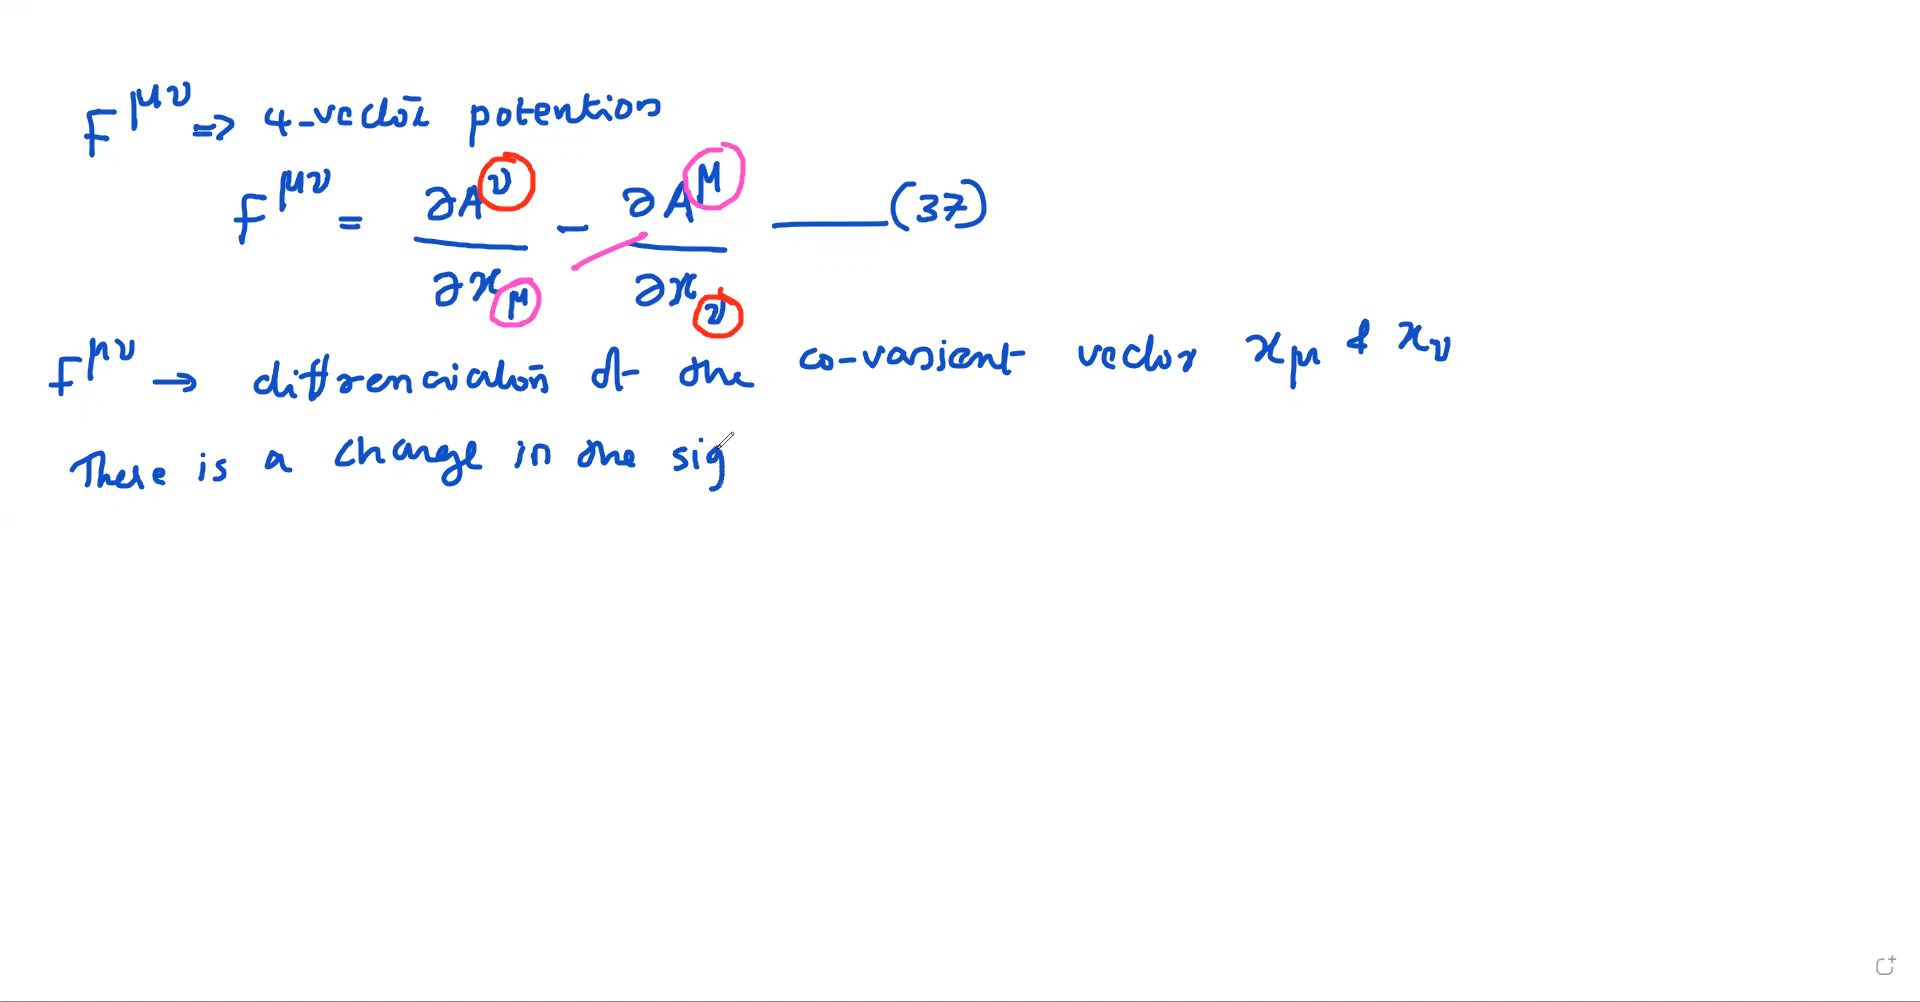 F^{μν} => 4-vector potention
F^{μν} = ∂A^ν/∂x_μ - ∂A^μ/∂x_ν ——(37)
F^{μν} → of the co-varient vector x_μ & x_ν
There is a change in the sig